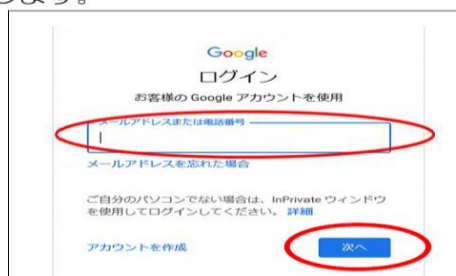 します。
Google
ログイン
お客様の Google アカウントを使用
メールアドレスまたは電話番号
メールアドレスを忘れた場合
ご自分のパソコンでない場合は、InPrivate ウィンドウ
を使用してログインしてください。 詳細
アカウントを作成
次へ